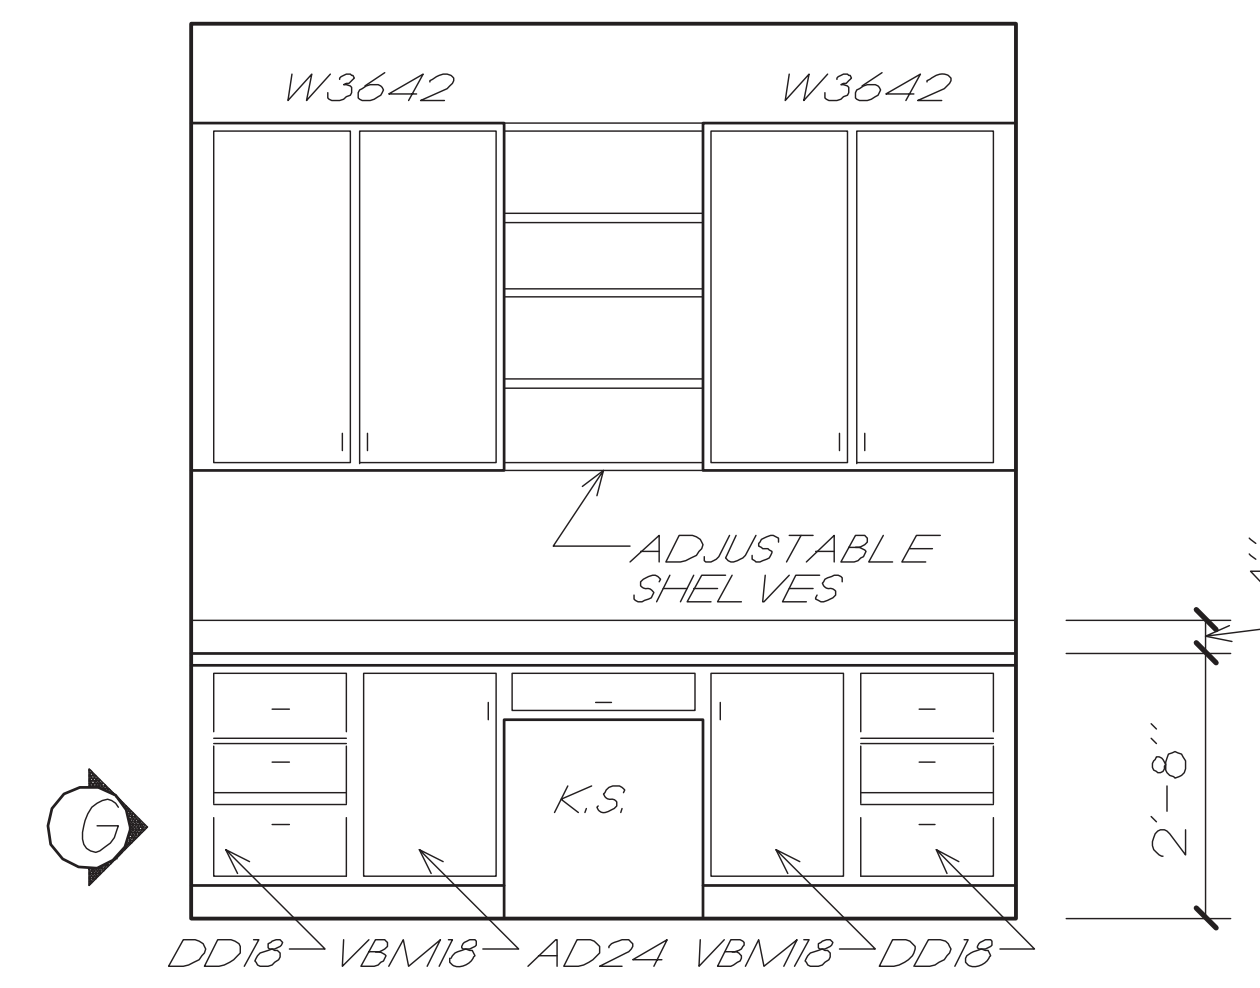 W3642 W3642
ADJUSTABLE
SHELVES
2'-8"
K.S.
G
DD18 VBM18 AD24 VBM18 DD18